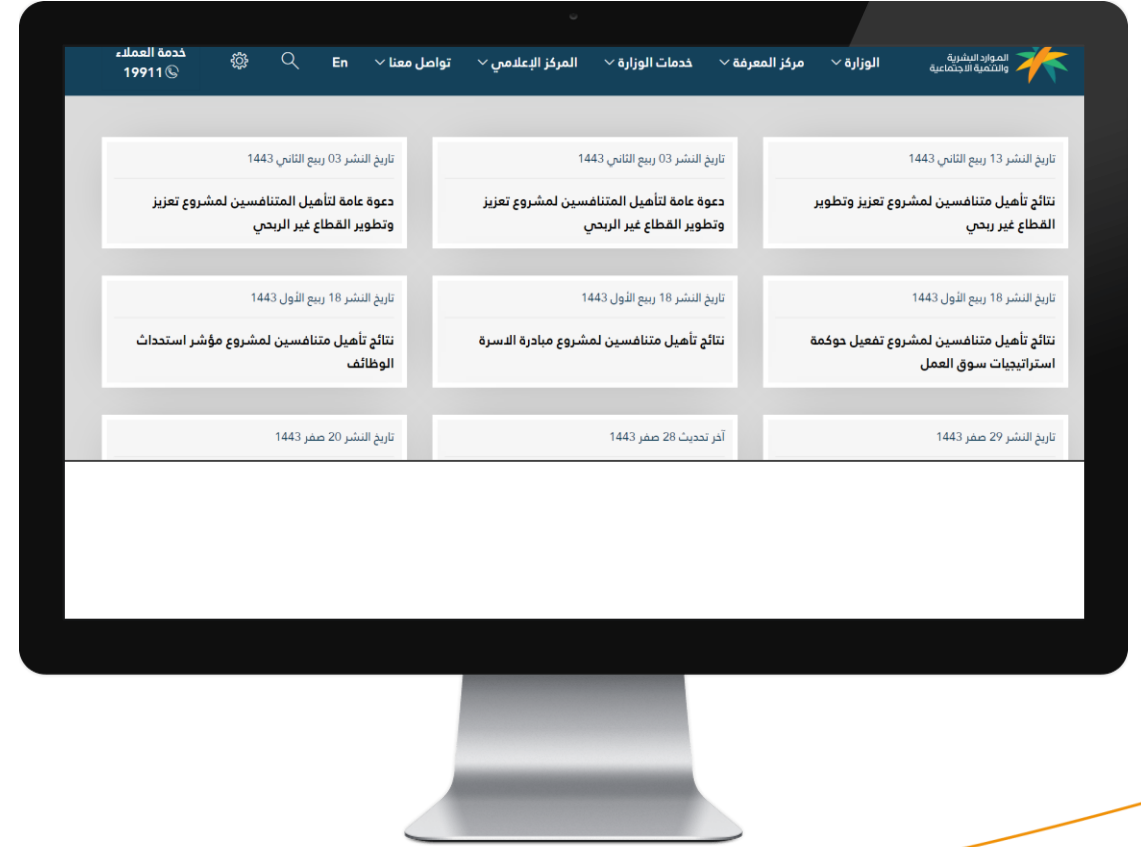 الموارد البشرية
والتنمية الاجتماعية
الوزارة
مركز المعرفة
خدمات الوزارة
المركز الإعلامي
تواصل معنا
En
خدمة العملاء
19911
تاريخ النشر 13 ربيع الثاني 1443
نتائج تأهيل متنافسين لمشروع تعزيز وتطوير
القطاع غير ربحي
تاريخ النشر 03 ربيع الثاني 1443
دعوة عامة لتأهيل المتنافسين لمشروع تعزيز
وتطوير القطاع غير الربحي
تاريخ النشر 03 ربيع الثاني 1443
دعوة عامة لتأهيل المتنافسين لمشروع تعزيز
وتطوير القطاع غير الربحي
تاريخ النشر 18 ربيع الأول 1443
نتائج تأهيل متنافسين لمشروع تفعيل حوكمة
استراتيجيات سوق العمل
تاريخ النشر 18 ربيع الأول 1443
نتائج تأهيل متنافسين لمشروع مبادرة الاسرة
تاريخ النشر 18 ربيع الأول 1443
نتائج تأهيل متنافسين لمشروع مؤشر استحداث
الوظائف
تاريخ النشر 29 صفر 1443
آخر تحديث 28 صفر 1443
تاريخ النشر 20 صفر 1443